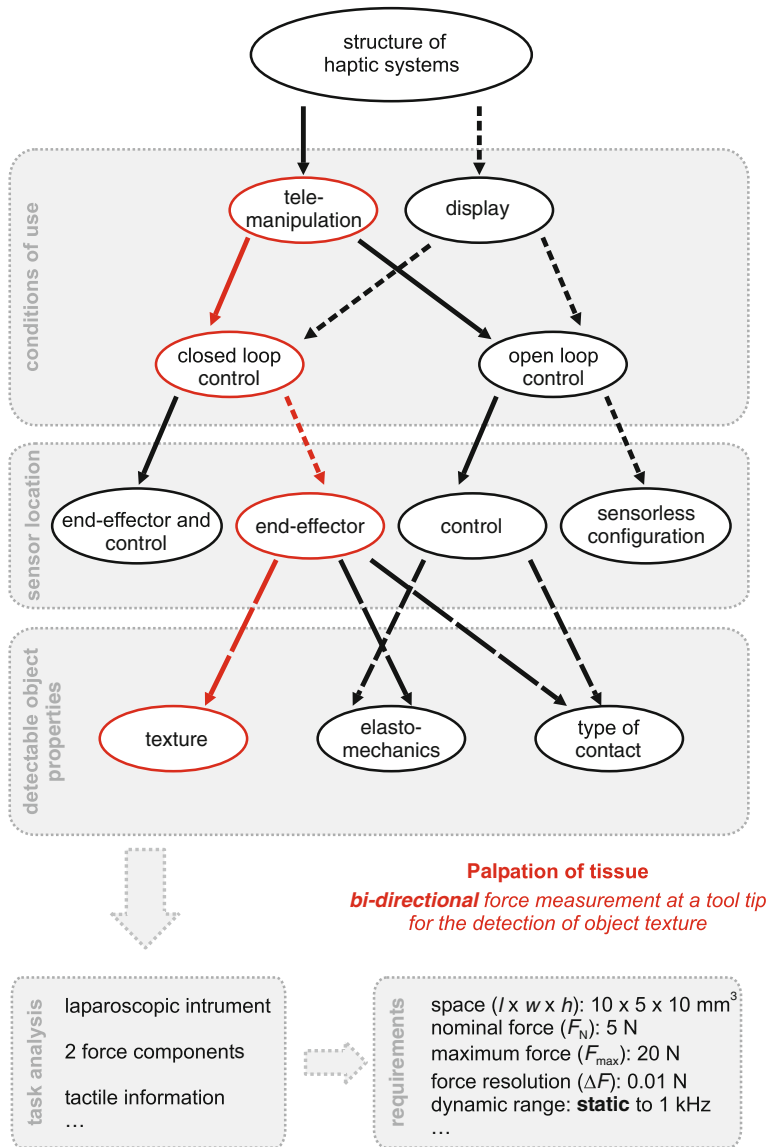 structure of
haptic systems
conditions of use
tele-
manipulation
display
closed loop
control
open loop
control
sensor location
end-effector and
control
end-effector
control
sensorless
configuration
detectable object
properties
texture
elasto-
mechanics
type of
contact
Palpation of tissue
bi-directional force measurement at a tool tip
for the detection of object texture
task analysis
laparoscopic intrument
2 force components
tactile information
...
requirements
space (l x w x h): 10 x 5 x 10 mm³
nominal force (F_N): 5 N
maximum force (F_max): 20 N
force resolution (ΔF): 0.01 N
dynamic range: static to 1 kHz
...